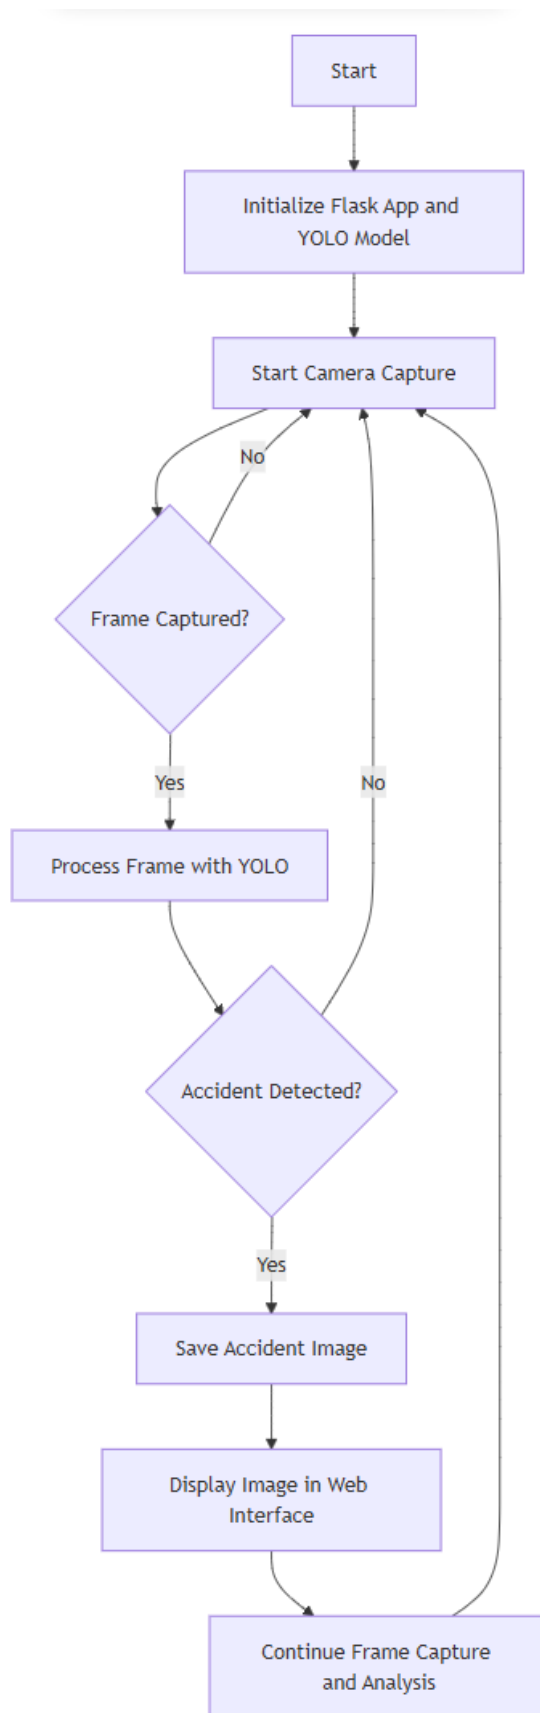 Start
Initialize Flask App and
YOLO Model
Start Camera Capture
No
Frame Captured?
Yes
No
Process Frame with YOLO
Accident Detected?
Yes
Save Accident Image
Display Image in Web
Interface
Continue Frame Capture
and Analysis